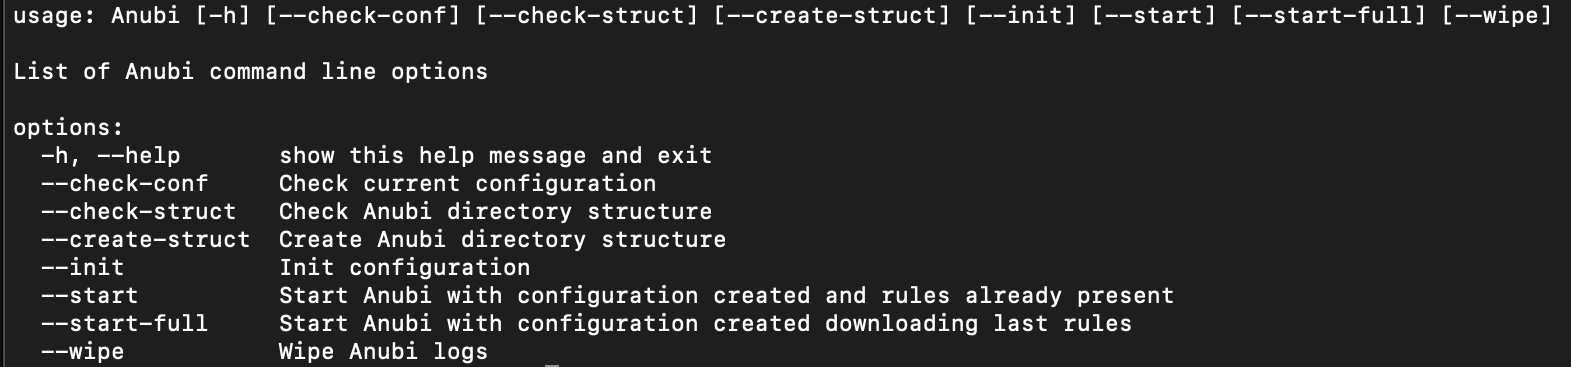 usage: Anubi [-h] [--check-conf] [--check-struct] [--create-struct] [--init] [--start] [--start-full] [--wipe]
List of Anubi command line options
options:
-h, --help show this help message and exit
--check-conf Check current configuration
--check-struct Check Anubi directory structure
--create-struct Create Anubi directory structure
--init Init configuration
--start Start Anubi with configuration created and rules already present
--start-full Start Anubi with configuration created downloading last rules
--wipe Wipe Anubi logs